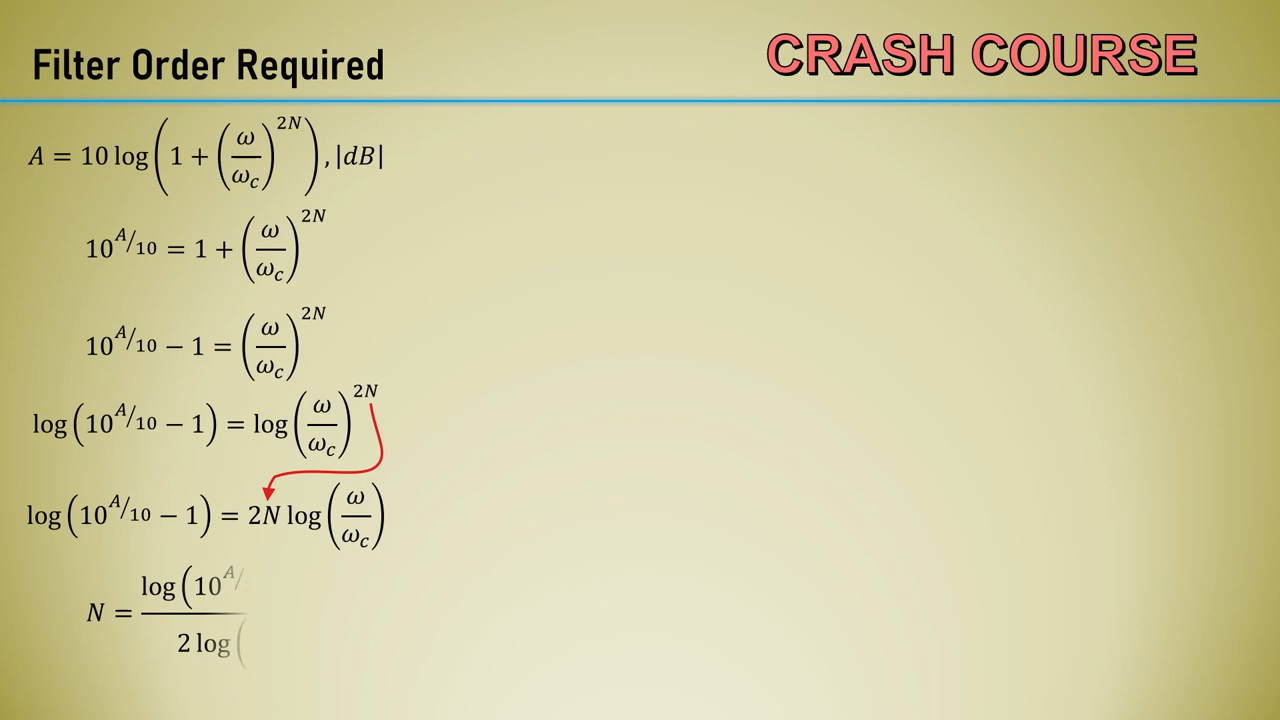 Filter Order Required
CRASH COURSE
A = 10 log(1 + (ω/ω_c)^{2N}), |dB|
10^{A/10} = 1 + (ω/ω_c)^{2N}
10^{A/10} − 1 = (ω/ω_c)^{2N}
log(10^{A/10} − 1) = log(ω/ω_c)^{2N}
log(10^{A/10} − 1) = 2N log(ω/ω_c)
N = log(10^{A/
2 log(